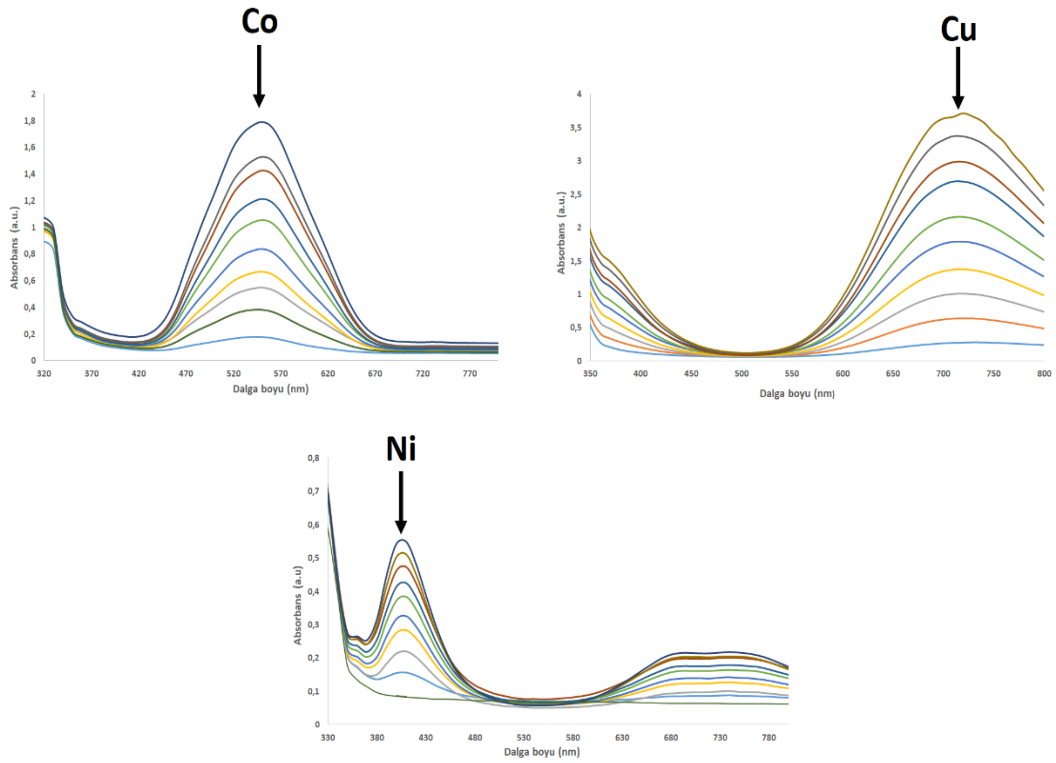 Co
2
1,8
1,6
1,4
1,2
1
0,8
0,6
0,4
0,2
0
Absorbans (a.u.)
320 370 420 470 520 570 620 670 720 770
Dalga boyu (nm)
Cu
4
3,5
3
2,5
2
1,5
1
0,5
0
Absorbans (a.u.)
350 400 450 500 550 600 650 700 750 800
Dalga boyu (nm)
Ni
0,8
0,7
0,6
0,5
0,4
0,3
0,2
0,1
0
Absorbans (a.u)
330 380 430 480 530 580 630 680 730 780
Dalga boyu (nm)